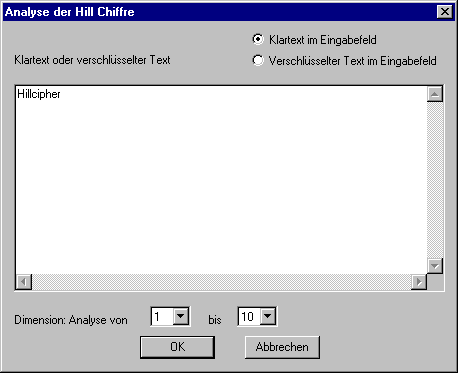 Analyse der Hill Chiffre
Klartext im Eingabefeld
Klartext oder verschlüsselter Text
Verschlüsselter Text im Eingabefeld
Hillcipher
Dimension: Analyse von 1 bis 10
OK Abbrechen